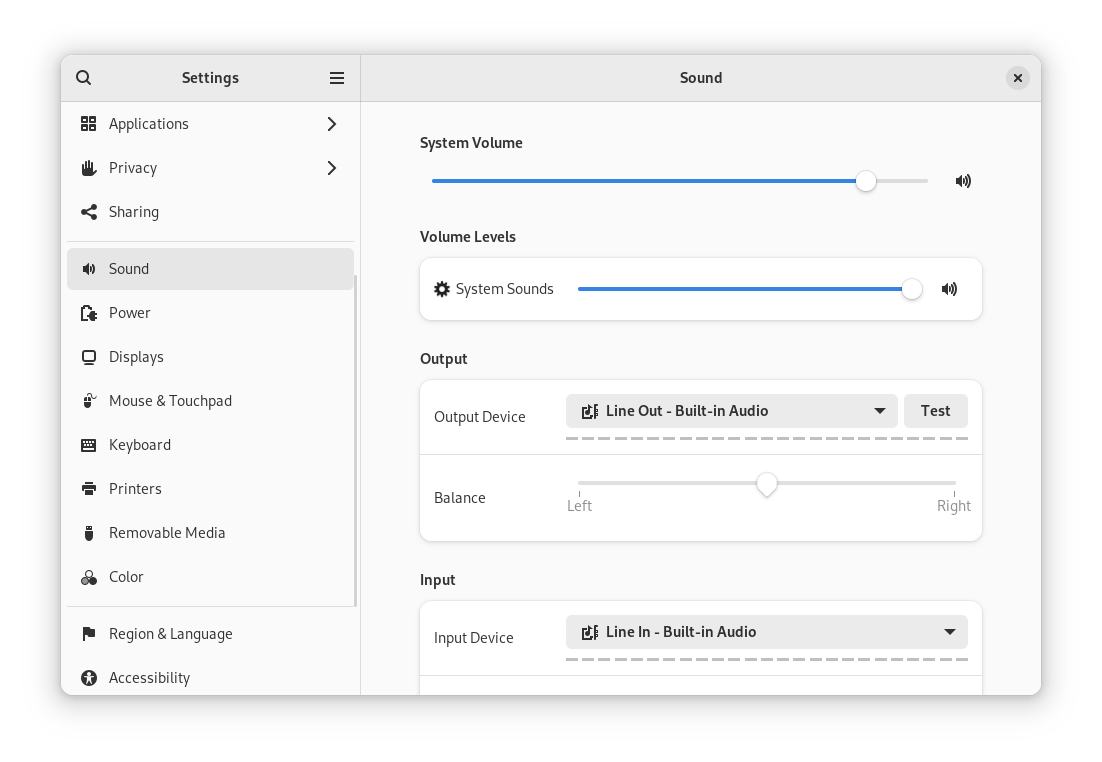 Settings
Sound
Applications
Privacy
Sharing
Sound
Power
Displays
Mouse & Touchpad
Keyboard
Printers
Removable Media
Color
Region & Language
Accessibility
System Volume
Volume Levels
System Sounds
Output
Output Device
Line Out - Built-in Audio
Test
Balance
Left
Right
Input
Input Device
Line In - Built-in Audio